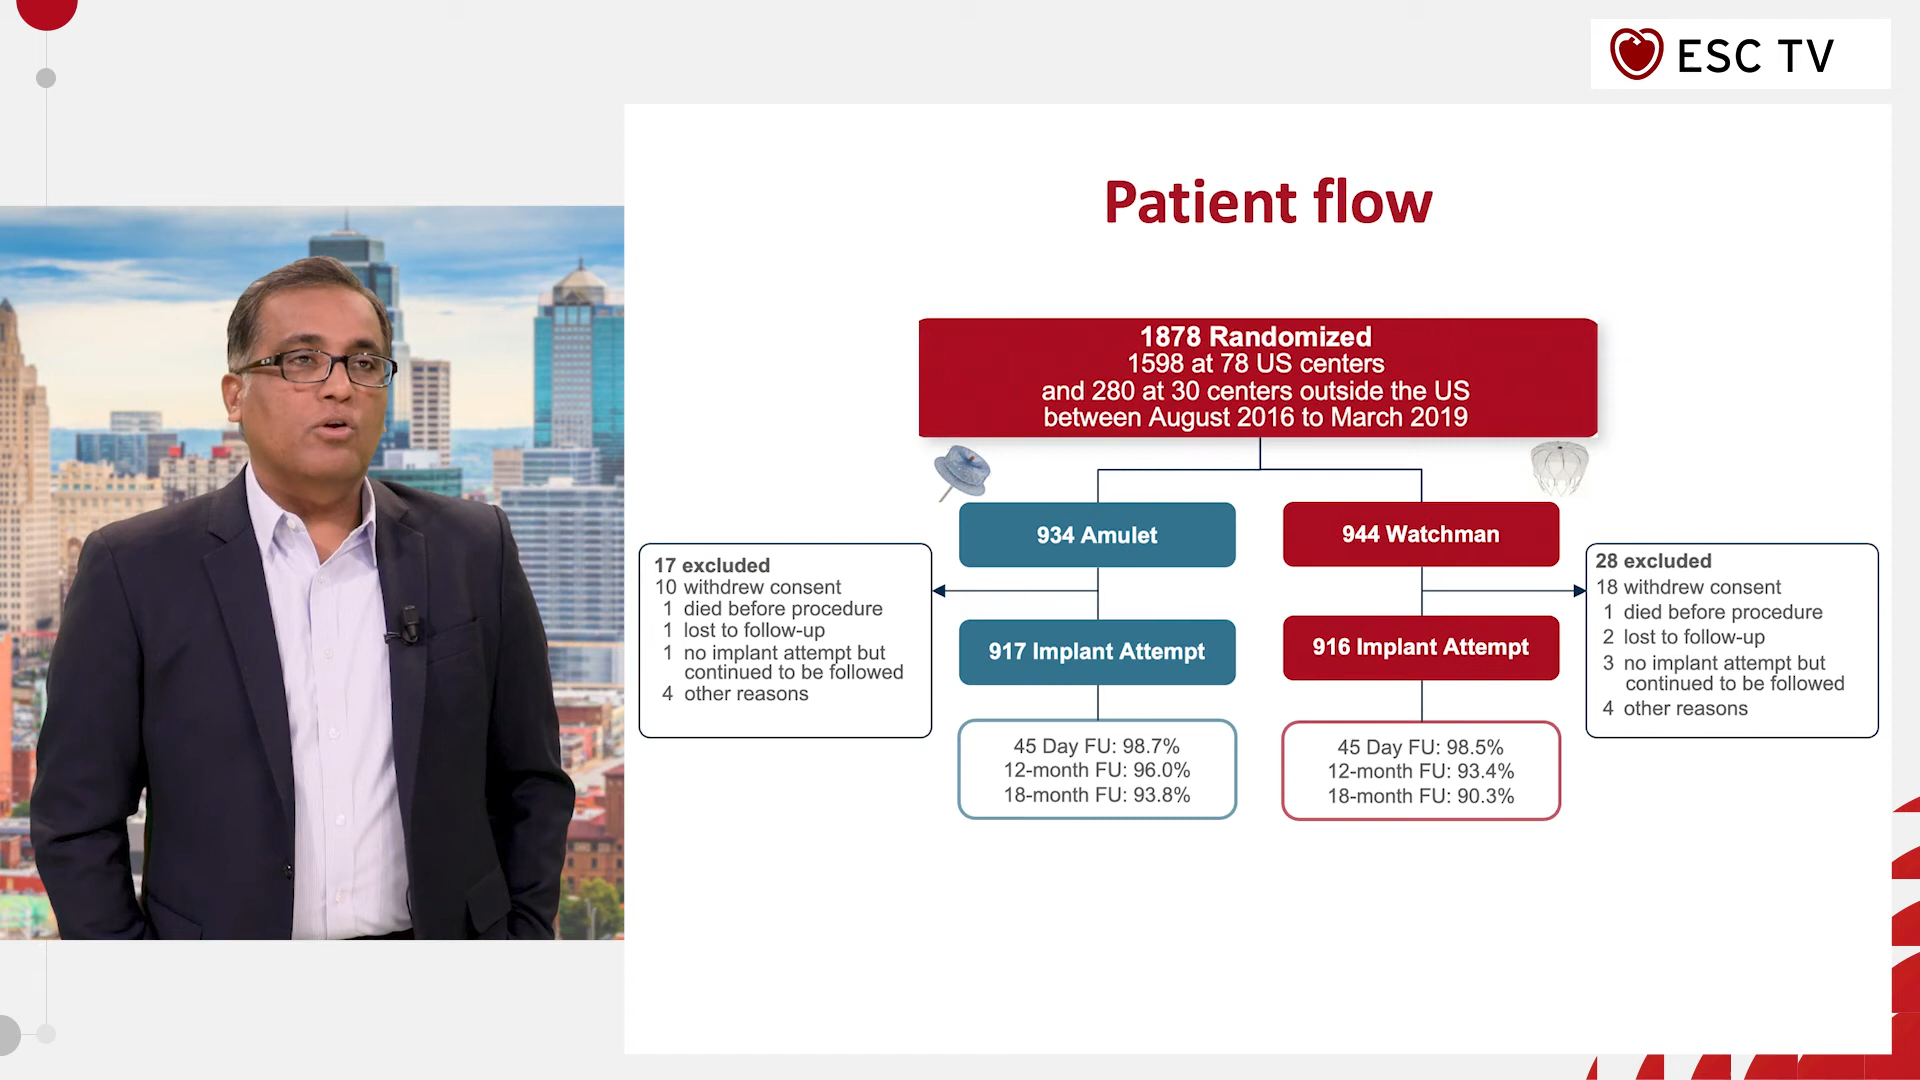 ESC TV
Patient flow
1878 Randomized
1598 at 78 US centers
and 280 at 30 centers outside the US
between August 2016 to March 2019
934 Amulet
944 Watchman
17 excluded
10 withdrew consent
1 died before procedure
1 lost to follow-up
1 no implant attempt but
continued to be followed
4 other reasons
28 excluded
18 withdrew consent
1 died before procedure
2 lost to follow-up
3 no implant attempt but
continued to be followed
4 other reasons
917 Implant Attempt
916 Implant Attempt
45 Day FU: 98.7%
12-month FU: 96.0%
18-month FU: 93.8%
45 Day FU: 98.5%
12-month FU: 93.4%
18-month FU: 90.3%